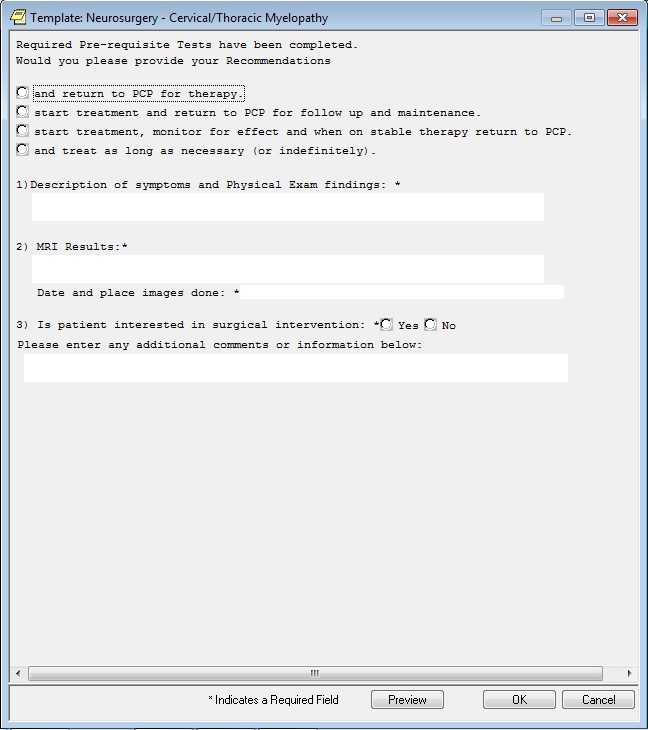 Template: Neurosurgery - Cervical/Thoracic Myelopathy
Required Pre-requisite Tests have been completed.
Would you please provide your Recommendations
and return to PCP for therapy.
start treatment and return to PCP for follow up and maintenance.
start treatment, monitor for effect and when on stable therapy return to PCP.
and treat as long as necessary (or indefinitely).
1)Description of symptoms and Physical Exam findings: *
2) MRI Results:*
Date and place images done: *
3) Is patient interested in surgical intervention: * Yes No
Please enter any additional comments or information below:
* Indicates a Required Field Preview OK Cancel